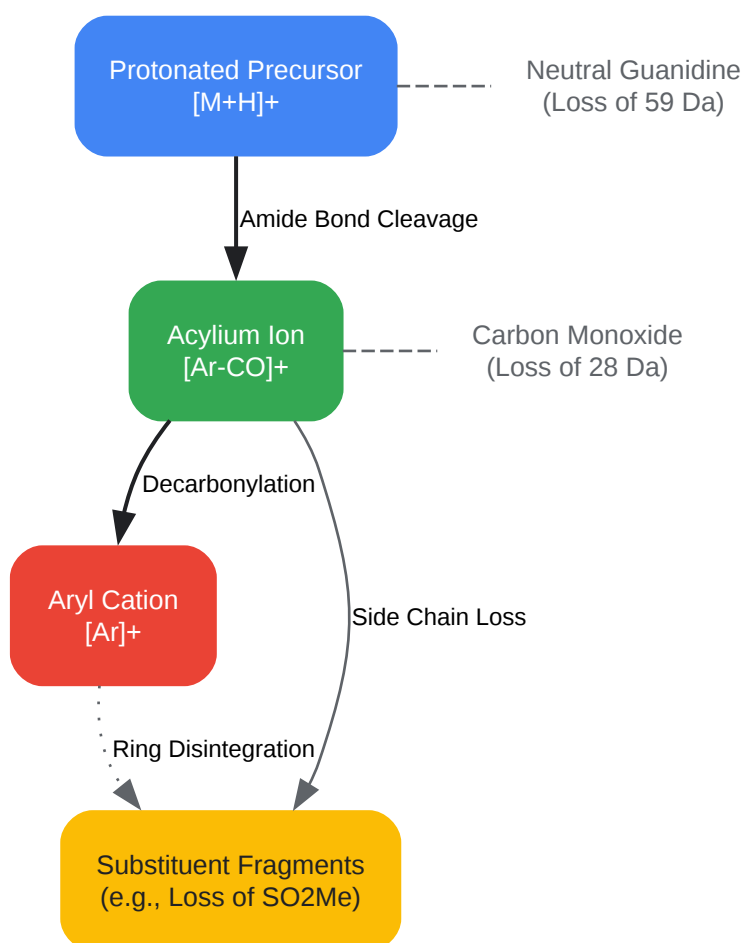 Protonated Precursor
[M+H]+
Neutral Guanidine
(Loss of 59 Da)
Amide Bond Cleavage
Acylium Ion
[Ar-CO]+
Carbon Monoxide
(Loss of 28 Da)
Decarbonylation
Aryl Cation
[Ar]+
Side Chain Loss
Ring Disintegration
Substituent Fragments
(e.g., Loss of SO2Me)